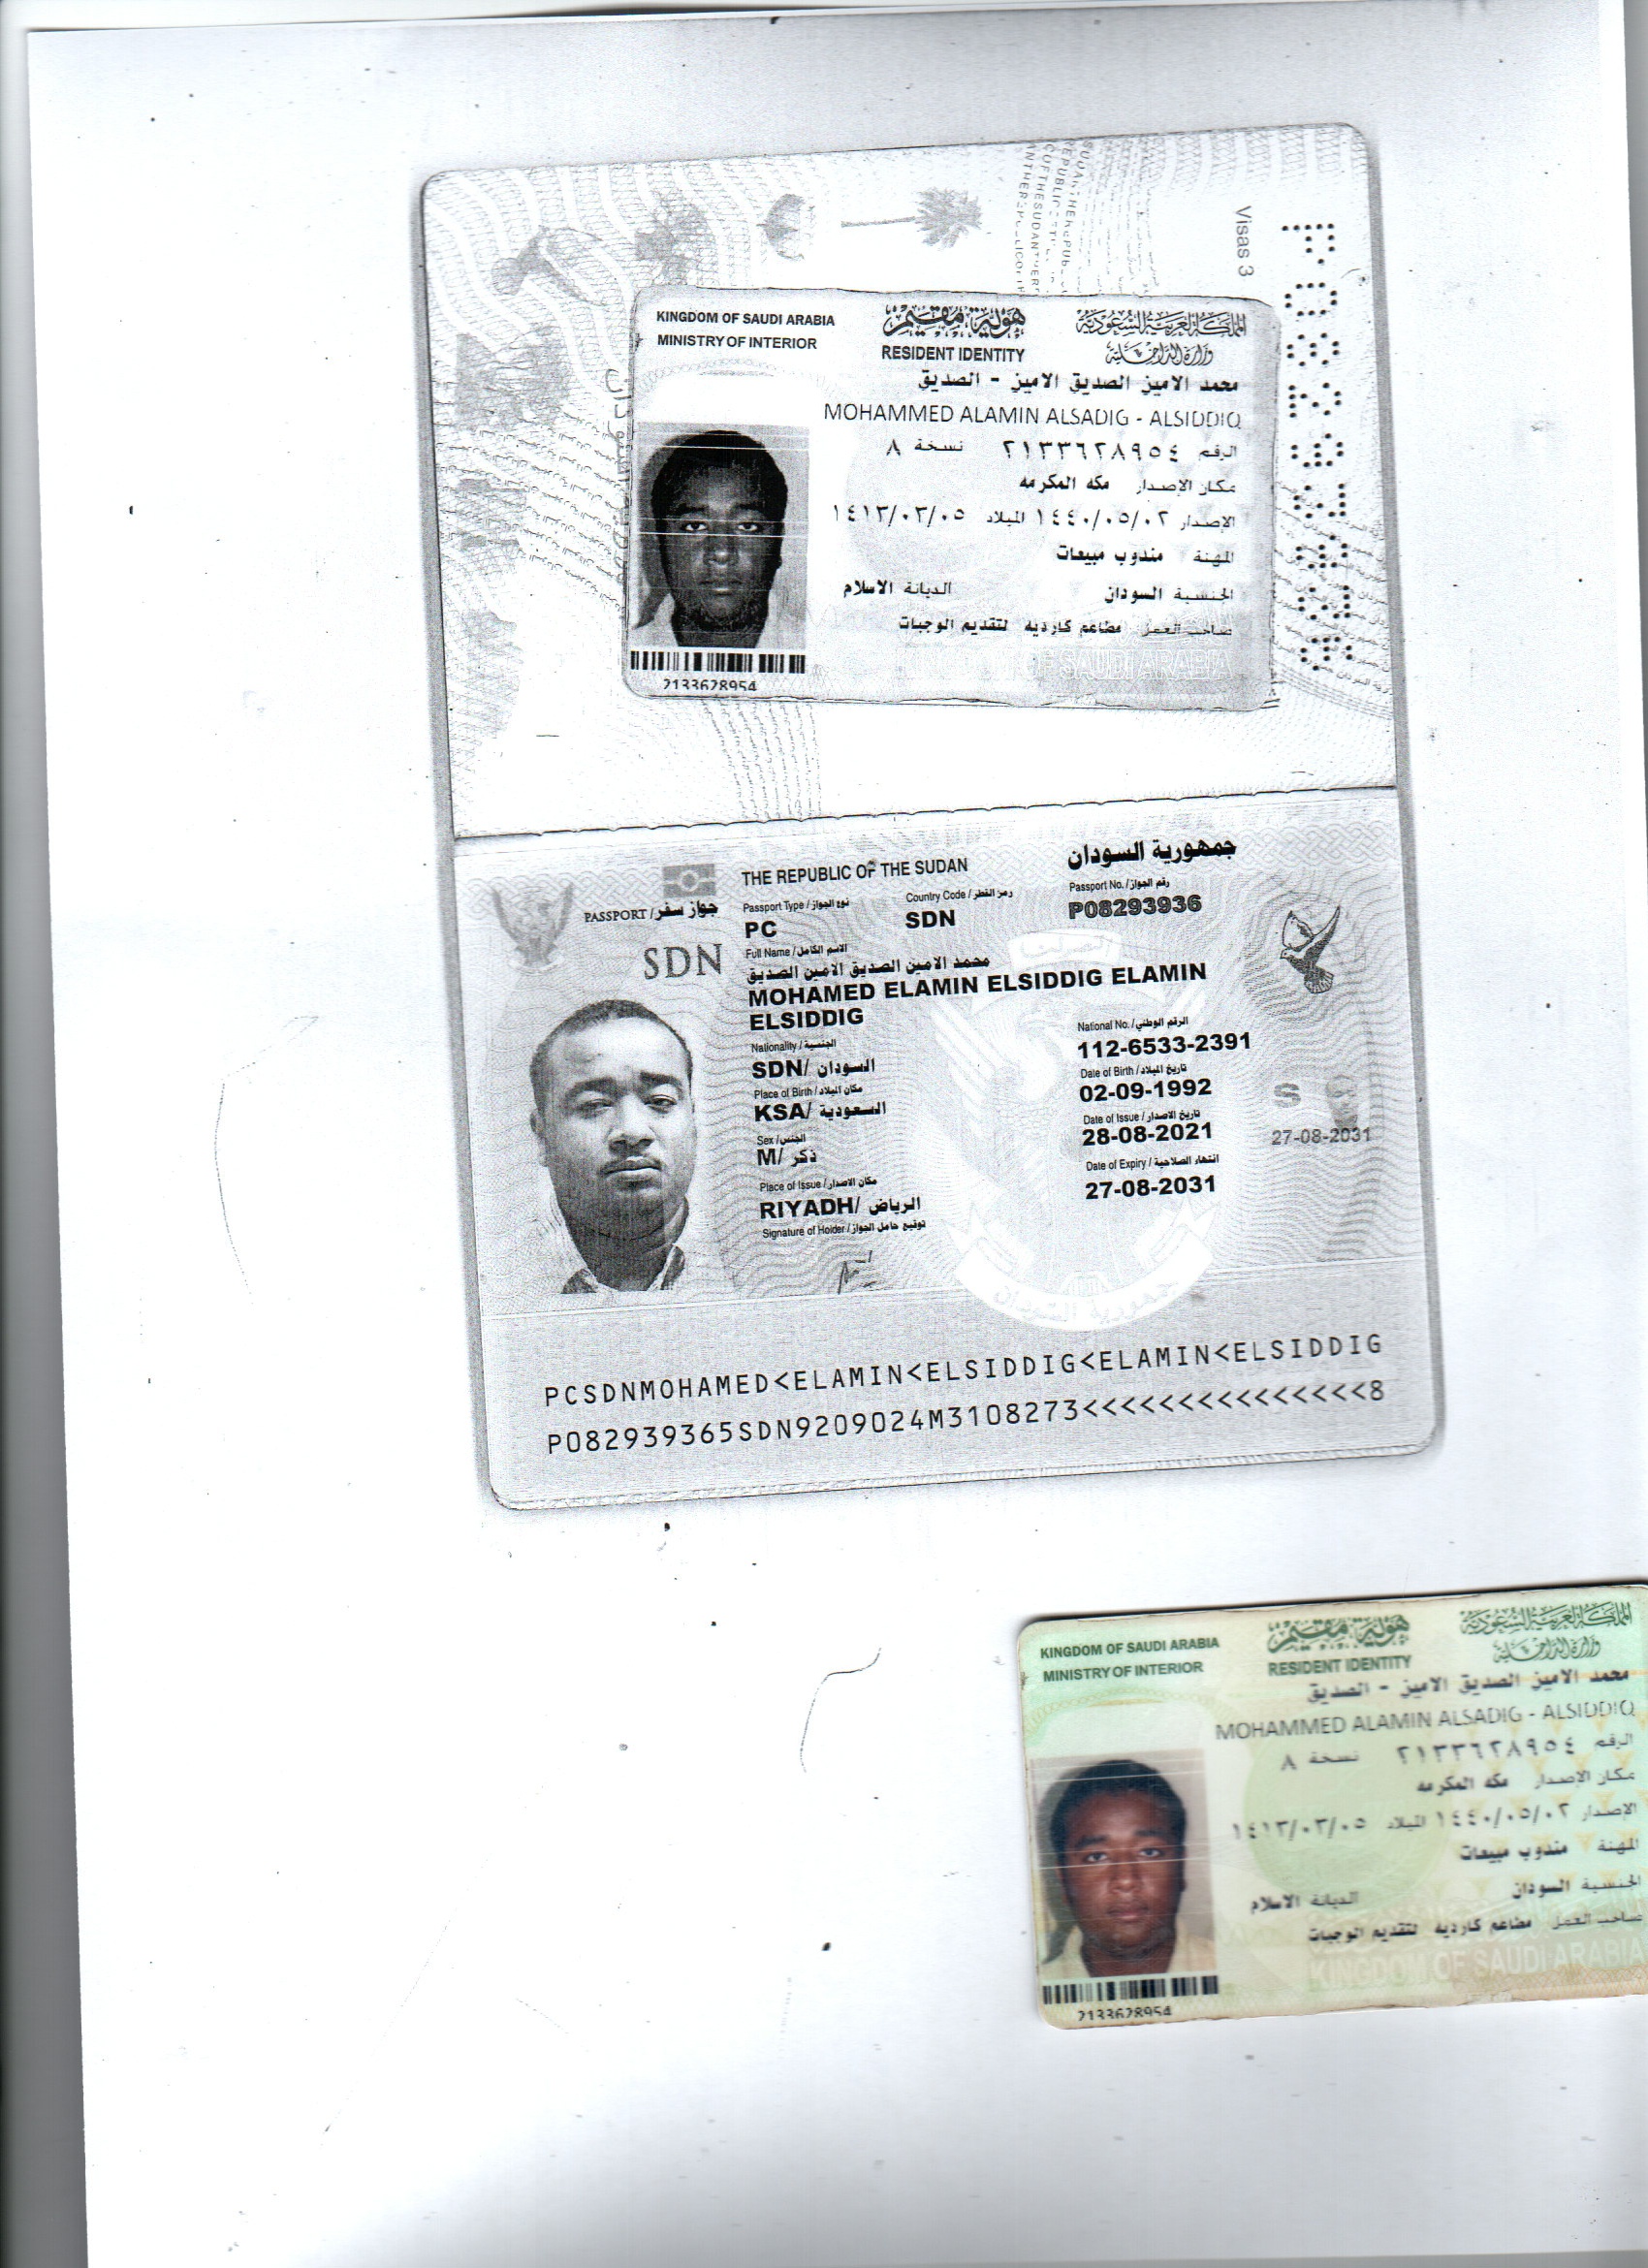 Visas 3
KINGDOM OF SAUDI ARABIA
MINISTRY OF INTERIOR
هوية مقيم
RESIDENT IDENTITY
المملكة العربية السعودية
وزارة الداخلية
محمد الامين الصديق الامين - الصديق
MOHAMMED ALAMIN ALSADIG - ALSIDDIQ
الرقم ٢١٣٣٦٢٨٩٥٤ نسخة ٨
مكان الإصدار مكه المكرمه
الإصدار ١٤٤٠/٠٥/٠٢ الميلاد ١٤١٣/٠٣/٠٥
المهنة مندوب مبيعات
الجنسية السودان الديانة الاسلام
صاحب العمل مطاعم كارديه لتقديم الوجبات
KINGDOM OF SAUDI ARABIA
2133628954
THE REPUBLIC OF THE SUDAN
جمهورية السودان
PASSPORT / جواز سفر
SDN
Passport Type / نوع الجواز
PC
Country Code / رمز القطر
SDN
Passport No. / رقم الجواز
P08293936
Full Name / الاسم الكامل
محمد الامين الصديق الامين الصديق
MOHAMED ELAMIN ELSIDDIG ELAMIN
ELSIDDIG
Nationality / الجنسية
SDN/ السودان
National No. / الرقم الوطني
112-6533-2391
Place of Birth / مكان الميلاد
KSA/ السعودية
Date of Birth / تاريخ الميلاد
02-09-1992
Sex / الجنس
M/ ذكر
Date of Issue / تاريخ الاصدار
28-08-2021
27-08-2031
Place of Issue / مكان الاصدار
RIYADH/ الرياض
Date of Expiry / انتهاء الصلاحية
27-08-2031
Signature of Holder / توقيع حامل الجواز
جمهورية السودان
PCSDNMOHAMED<ELAMIN<ELSIDDIG<ELAMIN<ELSIDDIG
P082939365SDN9209024M3108273<<<<<<<<<<<<<<<8
KINGDOM OF SAUDI ARABIA
MINISTRY OF INTERIOR
هوية مقيم
RESIDENT IDENTITY
المملكة العربية السعودية
وزارة الداخلية
محمد الامين الصديق الامين - الصديق
MOHAMMED ALAMIN ALSADIG - ALSIDDIQ
الرقم ٢١٣٣٦٢٨٩٥٤ نسخة ٨
مكان الإصدار مكه المكرمه
الإصدار ١٤٤٠/٠٥/٠٢ الميلاد ١٤١٣/٠٣/٠٥
المهنة مندوب مبيعات
الجنسية السودان الديانة الاسلام
صاحب العمل مطاعم كارديه لتقديم الوجبات
KINGDOM OF SAUDI ARABIA
2133628954